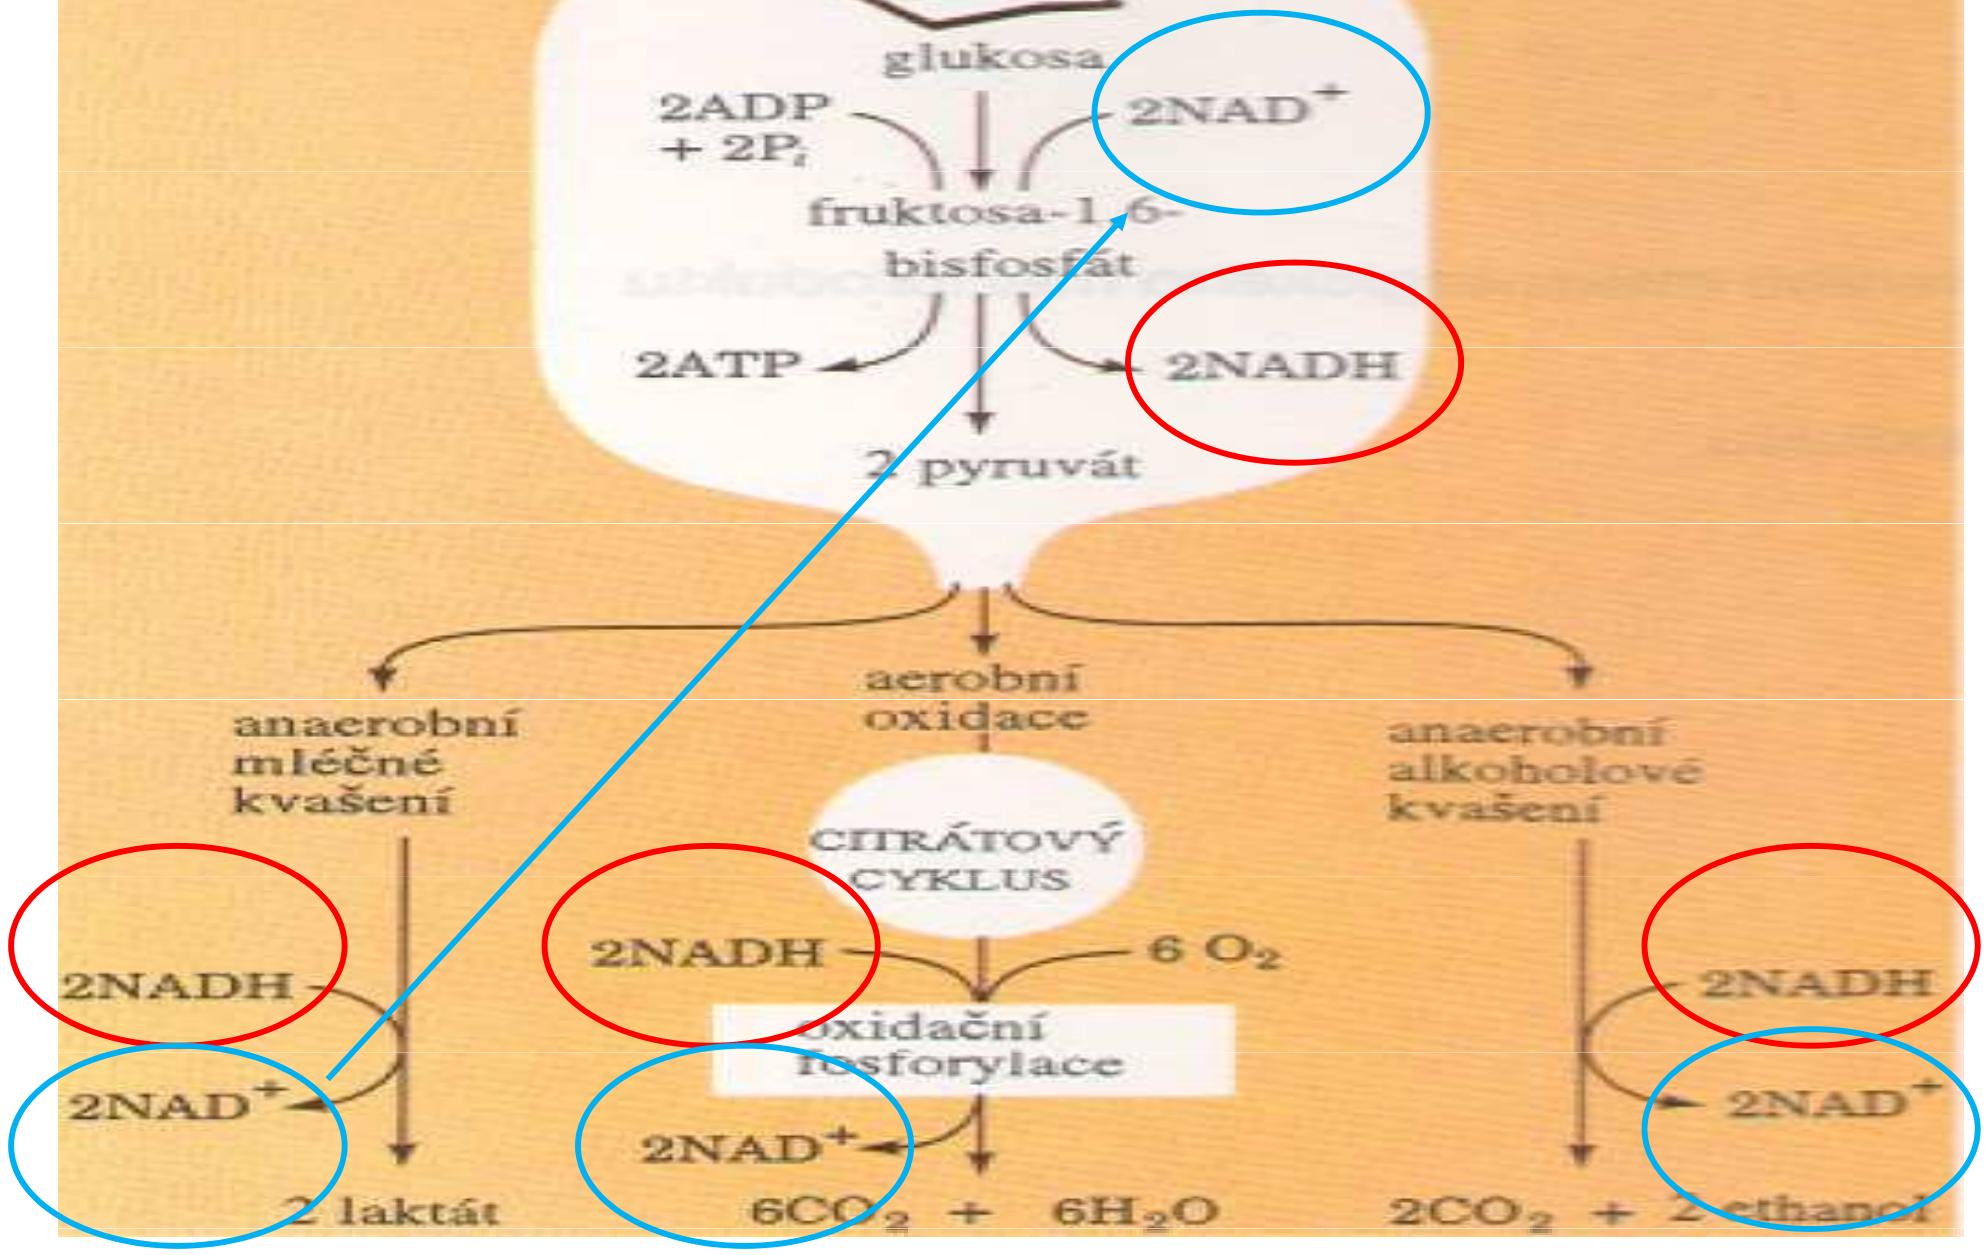 glukosa
2ADP
+ 2Pi
2NAD+
fruktosa-1,6-
bisfosfát
2ATP
2NADH
2 pyruvát
anaerobní
mléčné
kvašení
aerobní
oxidace
anaerobní
alkoholové
kvašení
CITRÁTOVÝ
CYKLUS
2NADH
2NADH
6 O2
2NADH
oxidační
fosforylace
2NAD+
2NAD+
2NAD+
2 laktát
6CO2 + 6H2O
2CO2 + 2 ethanol